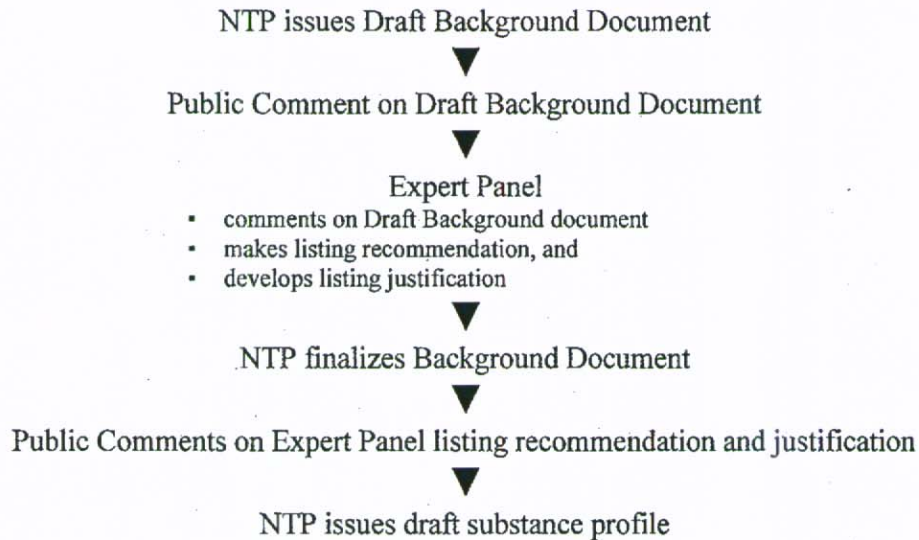 NTP issues Draft Background Document
Public Comment on Draft Background Document
Expert Panel
▪ comments on Draft Background document
▪ makes listing recommendation, and
▪ develops listing justification
NTP finalizes Background Document
Public Comments on Expert Panel listing recommendation and justification
NTP issues draft substance profile